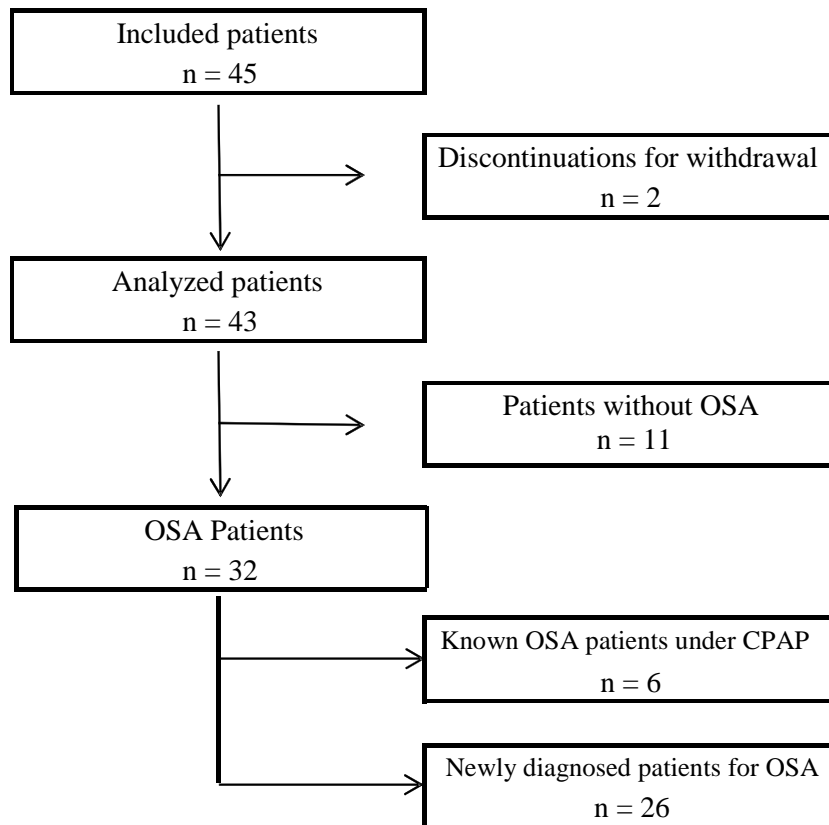 Included patients
n = 45
Discontinuations for withdrawal
n = 2
Analyzed patients
n = 43
Patients without OSA
n = 11
OSA Patients
n = 32
Known OSA patients under CPAP
n = 6
Newly diagnosed patients for OSA
n = 26